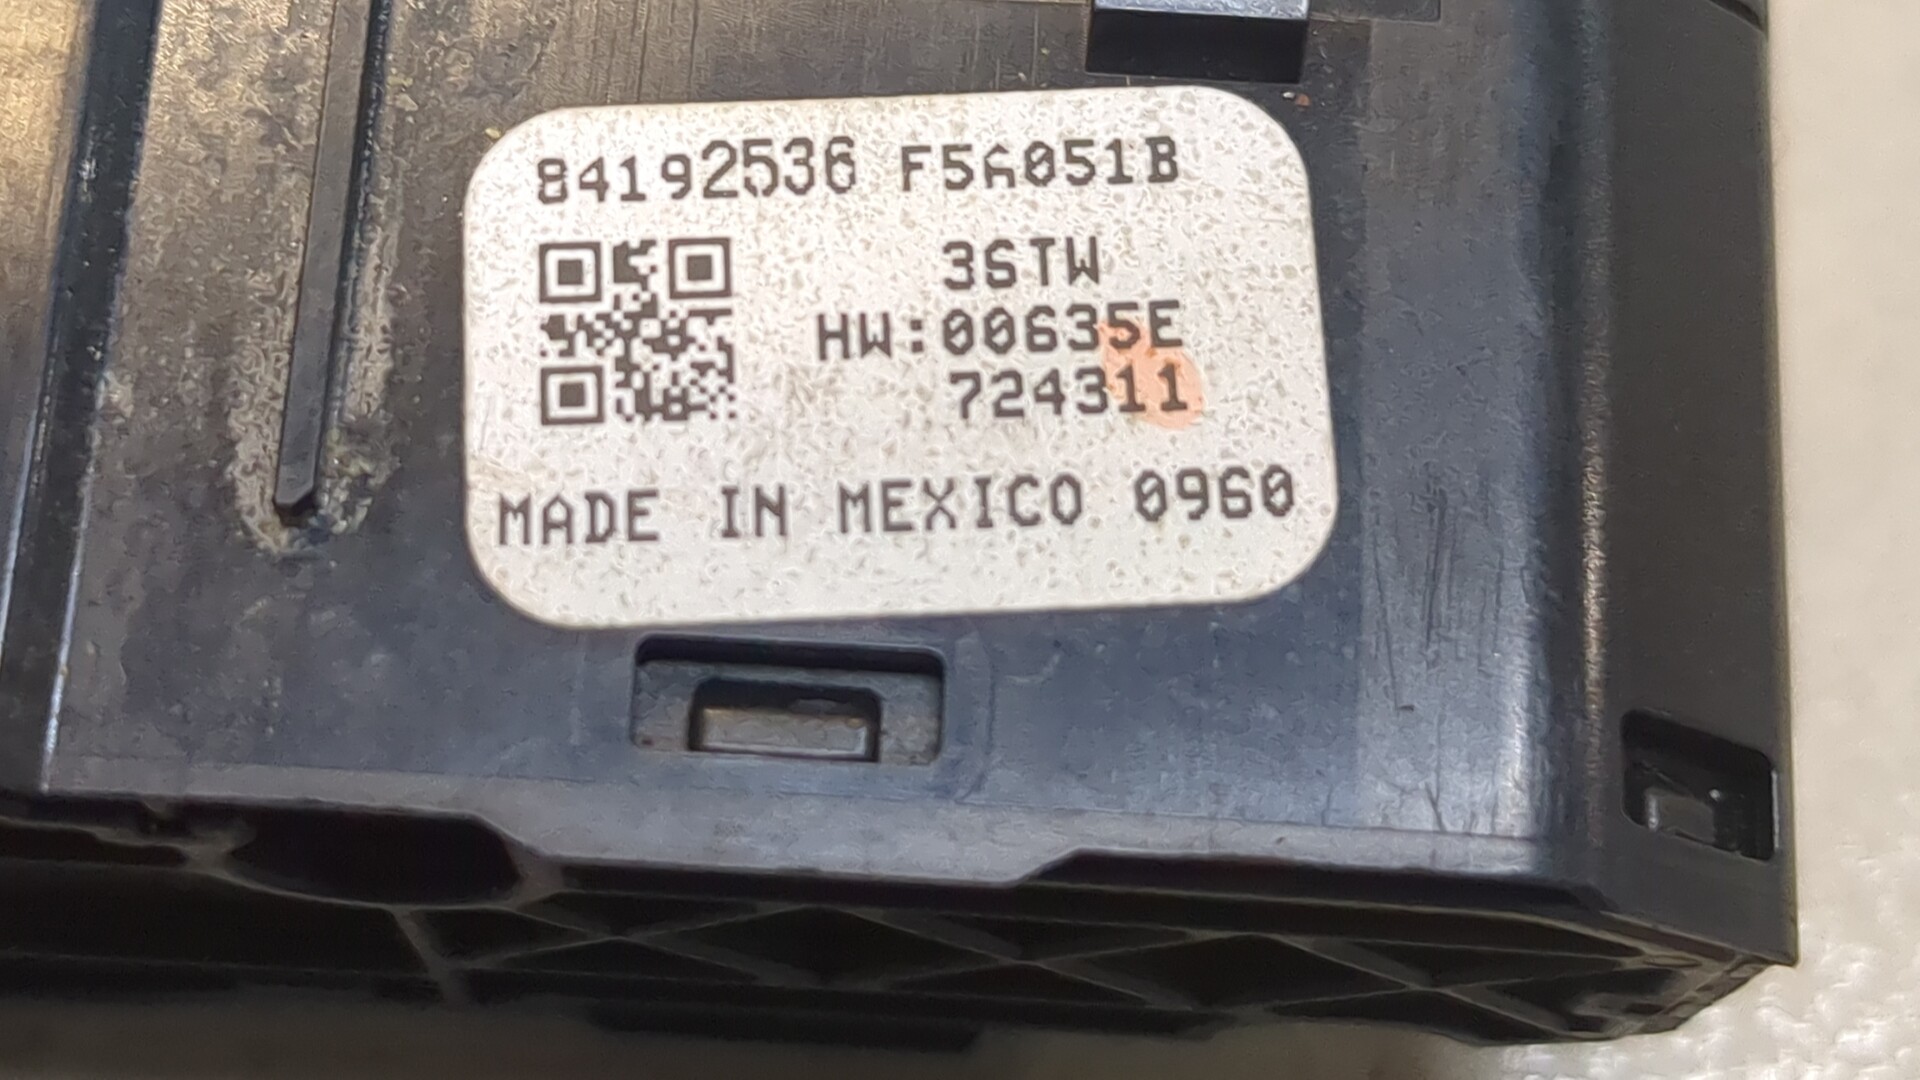 84192536 F5A051B
3STW
HW:00635E
724311
MADE IN MEXICO 0960